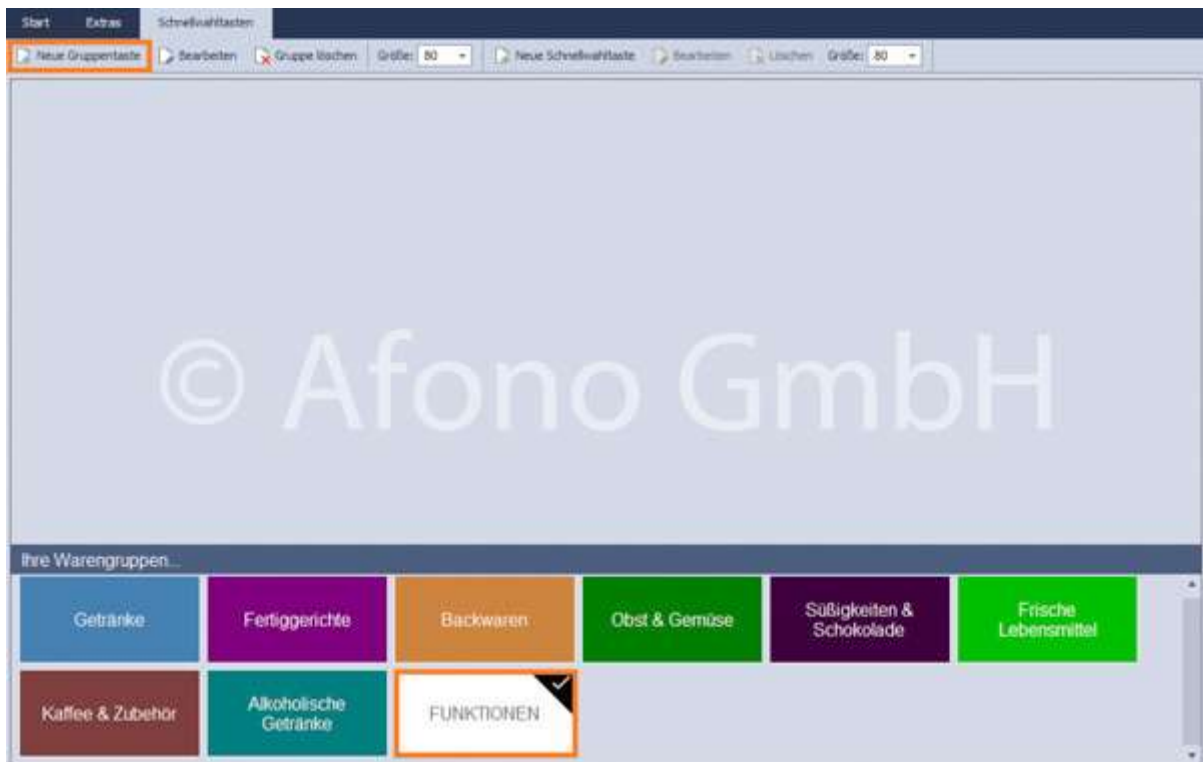 Start Extras Schnellwahltasten
Neue Gruppentaste Bearbeiten Gruppe löschen Größe: 80 Neue Schnellwahltaste Bearbeiten Löschen Größe: 80
© Afono GmbH
Ihre Warengruppen...
Getränke Fertiggerichte Backwaren Obst & Gemüse Süßigkeiten & Schokolade Frische Lebensmittel
Kaffee & Zubehör Alkoholische Getränke FUNKTIONEN